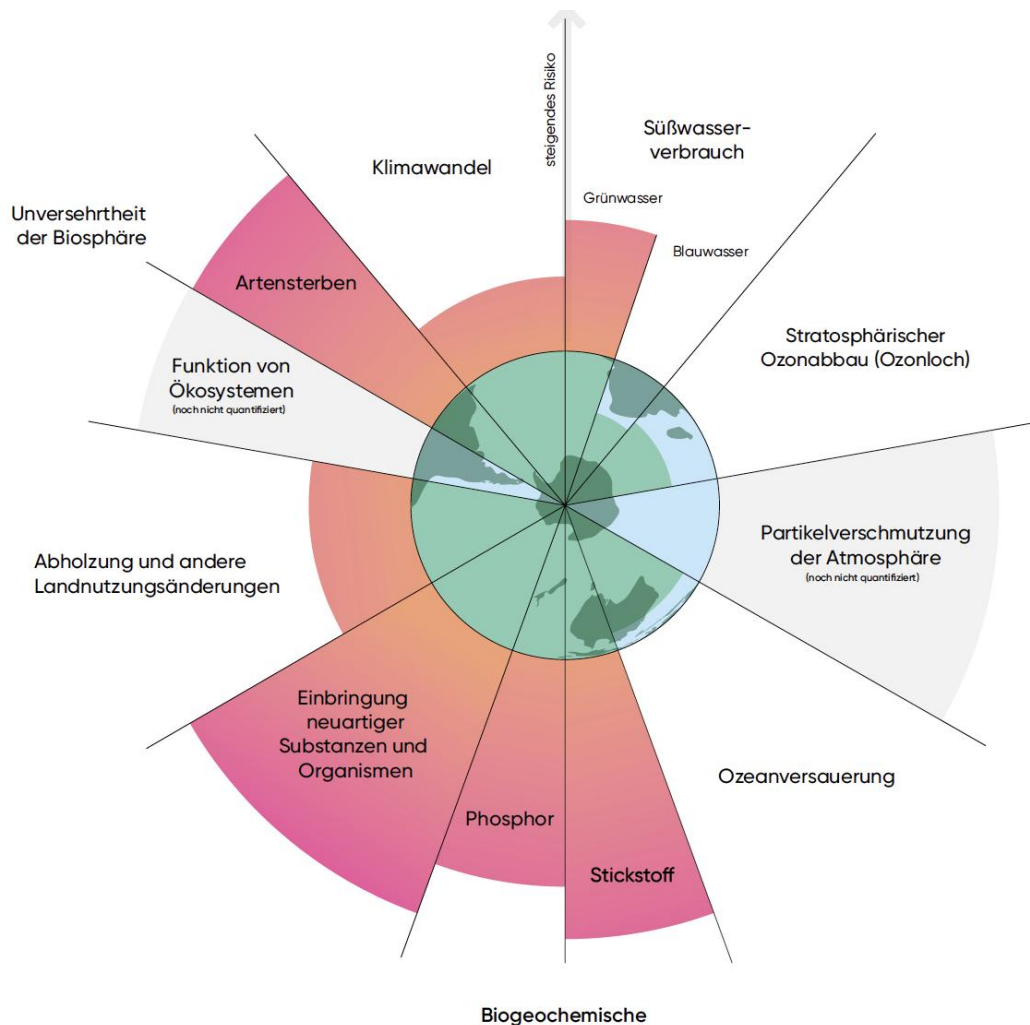 steigendes Risiko
Süßwasser-
verbrauch
Klimawandel
Grünwasser
Unversehrtheit
der Biosphäre
Blauwasser
Artensterben
Stratosphärischer
Ozonabbau (Ozonloch)
Funktion von
Ökosystemen
(noch nicht quantifiziert)
Partikelverschmutzung
der Atmosphäre
(noch nicht quantifiziert)
Abholzung und andere
Landnutzungsänderungen
Einbringung
neuartiger
Substanzen und
Organismen
Ozeanversauerung
Phosphor
Stickstoff
Biogeochemische